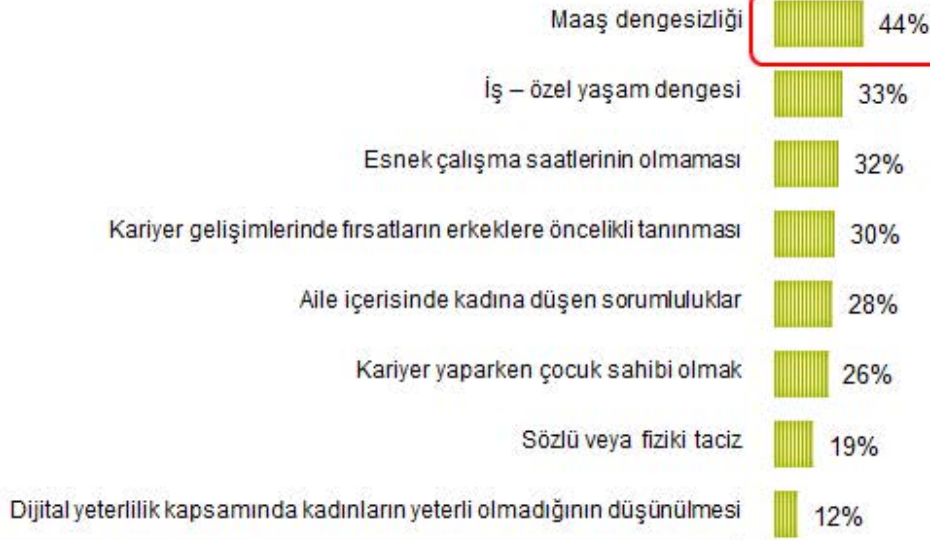 Maaş dengesizliği 44%
İş – özel yaşam dengesi 33%
Esnek çalışma saatlerinin olmaması 32%
Kariyer gelişimlerinde fırsatların erkeklere öncelikli tanınması 30%
Aile içerisinde kadına düşen sorumluluklar 28%
Kariyer yaparken çocuk sahibi olmak 26%
Sözlü veya fiziki taciz 19%
Dijital yeterlilik kapsamında kadınların yeterli olmadığının düşünülmesi 12%